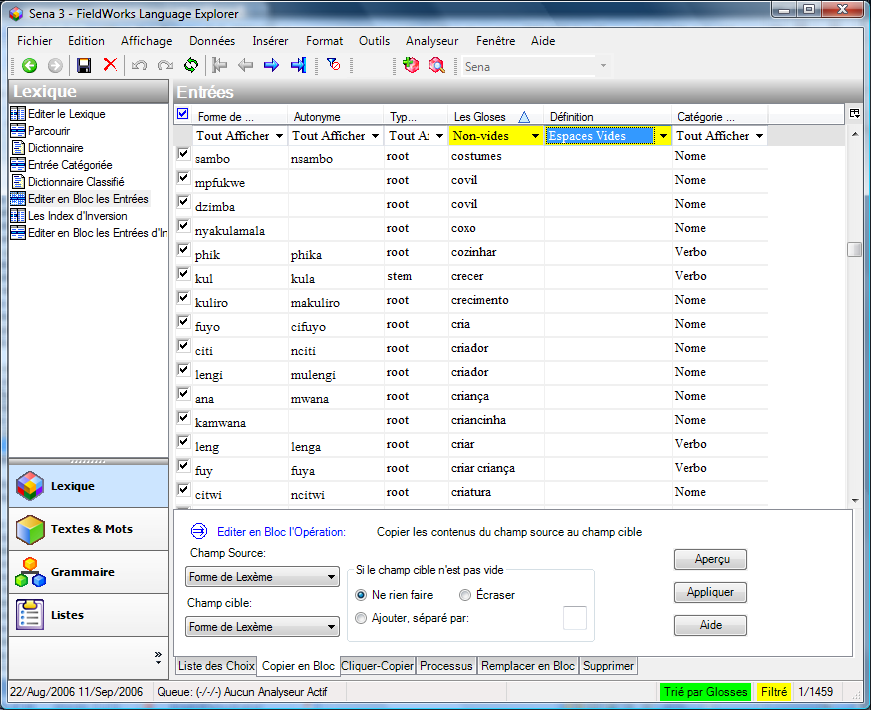 Sena 3 - FieldWorks Language Explorer
Fichier Edition Affichage Données Insérer Format Outils Analyseur Fenêtre Aide
Sena
Lexique
Editer le Lexique
Parcourir
Dictionnaire
Entrée Catégoriée
Dictionnaire Classifié
Editer en Bloc les Entrées
Les Index d'Inversion
Editer en Bloc les Entrées d'In
Lexique
Textes & Mots
Grammaire
Listes
»
Entrées
Forme de ... Autonyme Typ... Les Gloses Définition Catégorie ...
Tout Afficher Tout Afficher Tout A: Non-vides Espaces Vides Tout Afficher
sambo nsambo root costumes Nome
mpfukwe root covil Nome
dzimba root covil Nome
nyakulamala root coxo Nome
phik phika root cozinhar Verbo
kul kula stem crecer Verbo
kuliro makuliro root crecimento Nome
fuyo cifuyo root cria Nome
citi nciti root criador Nome
lengi mulengi root criador Nome
ana mwana root criança Nome
kamwana root criancinha Nome
leng lenga root criar Verbo
fuy fuya root criar criança Verbo
citwi ncitwi root criatura Nome
Editer en Bloc l'Opération: Copier les contenus du champ source au champ cible
Champ Source:
Forme de Lexème
Champ cible:
Forme de Lexème
Si le champ cible n'est pas vide
Ne rien faire Écraser
Ajouter, séparé par:
Aperçu
Appliquer
Aide
Liste des Choix Copier en Bloc Cliquer-Copier Processus Remplacer en Bloc Supprimer
22/Aug/2006 11/Sep/2006 Queue: (-/-/-) Aucun Analyseur Actif Trié par Glosses Filtré 1/1459